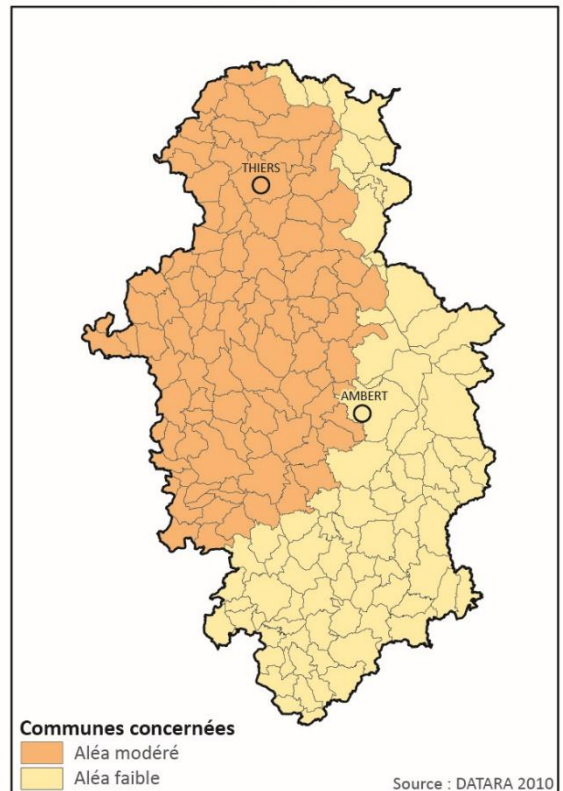 THIERS
AMBERT
Communes concernées
Aléa modéré
Aléa faible
Source : DATARA 2010